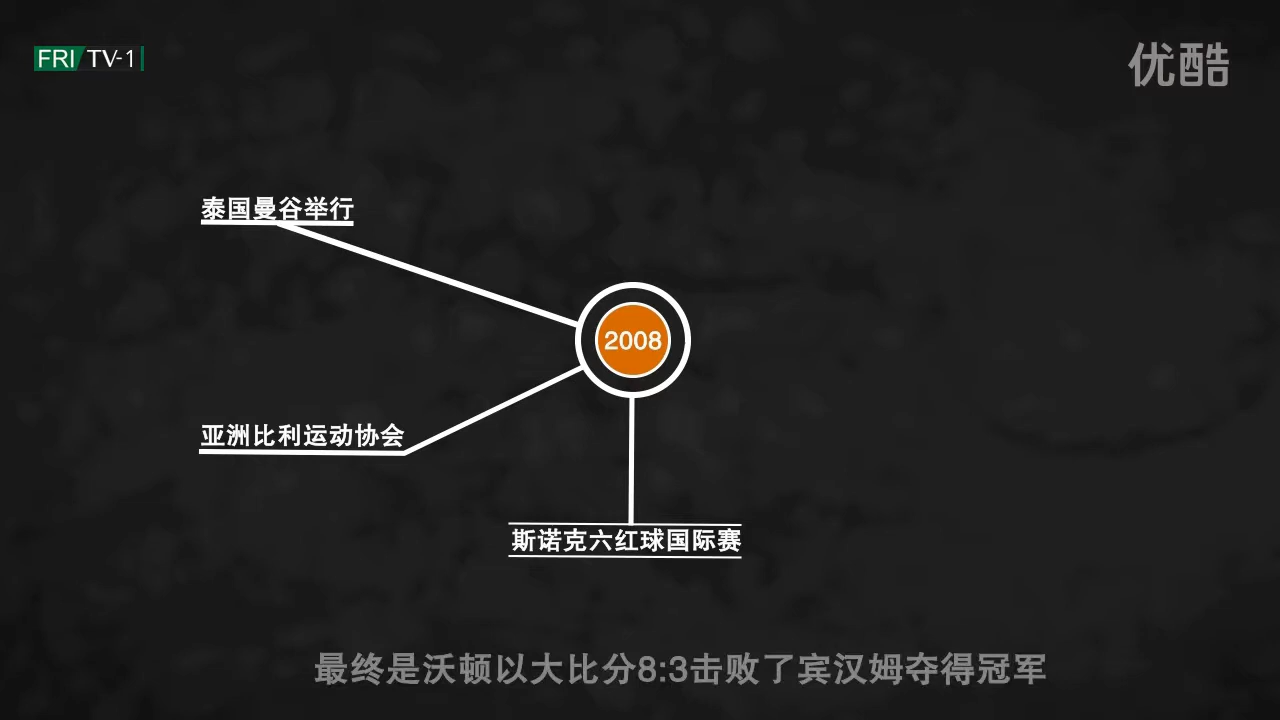 FRI TV-1
优酷
泰国曼谷举行
2008
亚洲比利运动协会
斯诺克六红球国际赛
最终是沃顿以大比分8:3击败了宾汉姆夺得冠军